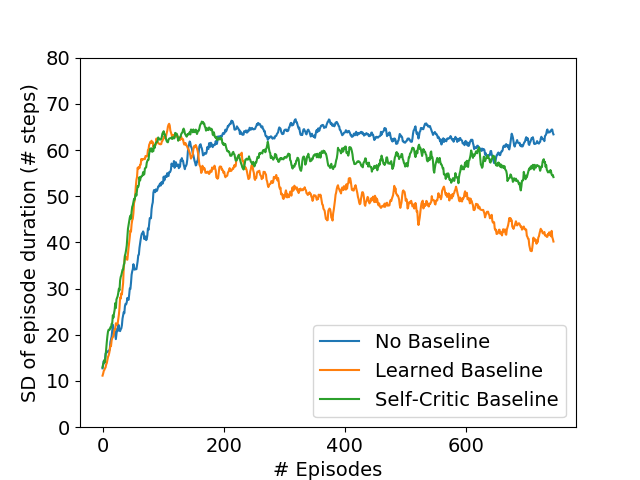 80
70
60
50
40
30
20
10
0
SD of episode duration (# steps)
No Baseline
Learned Baseline
Self-Critic Baseline
0 200 400 600
# Episodes